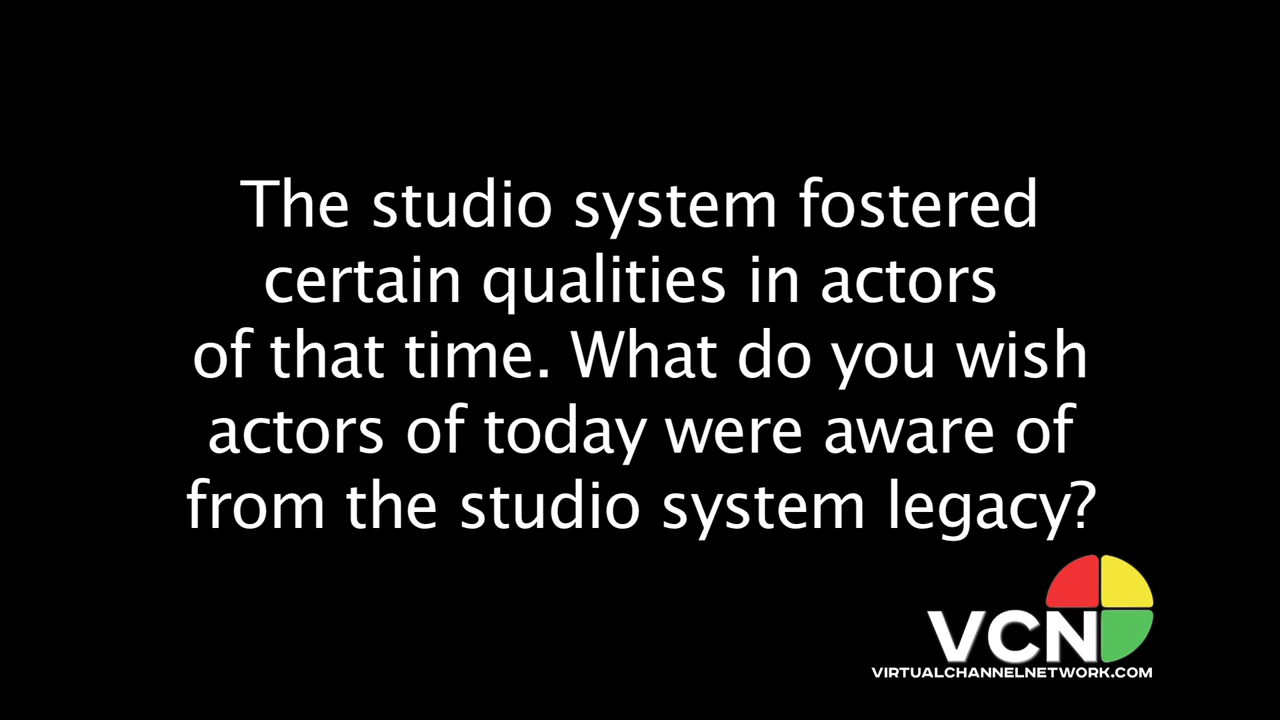 The studio system fostered
certain qualities in actors
of that time. What do you wish
actors of today were aware of
from the studio system legacy?
VCN
VIRTUALCHANNELNETWORK.COM